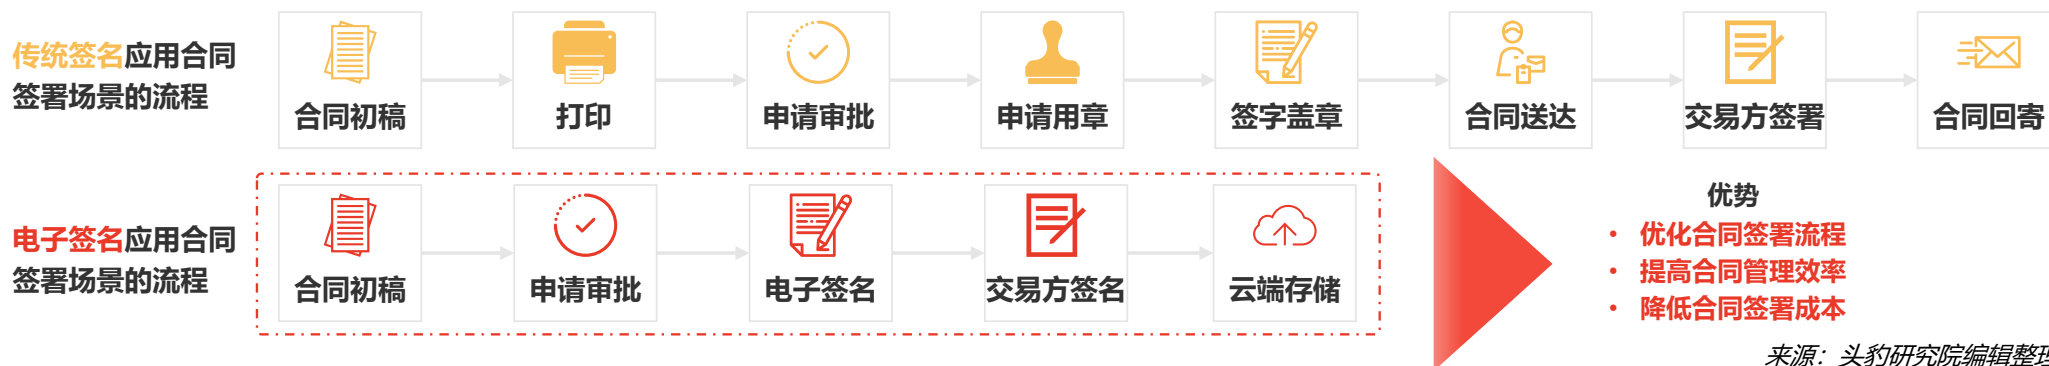 传统签名应用合同
签署场景的流程
合同初稿
打印
申请审批
申请用章
签字盖章
合同送达
交易方签署
合同回寄
电子签名应用合同
签署场景的流程
合同初稿
申请审批
电子签名
交易方签名
云端存储
优势
• 优化合同签署流程
• 提高合同管理效率
• 降低合同签署成本
来源：头豹研究院编辑整理